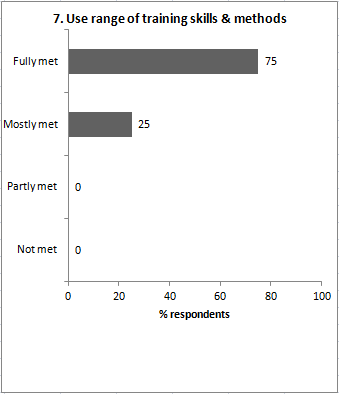 7. Use range of training skills & methods
Fully met
75
Mostly met
25
Partly met
0
Not met
0
0 20 40 60 80 100
% respondents